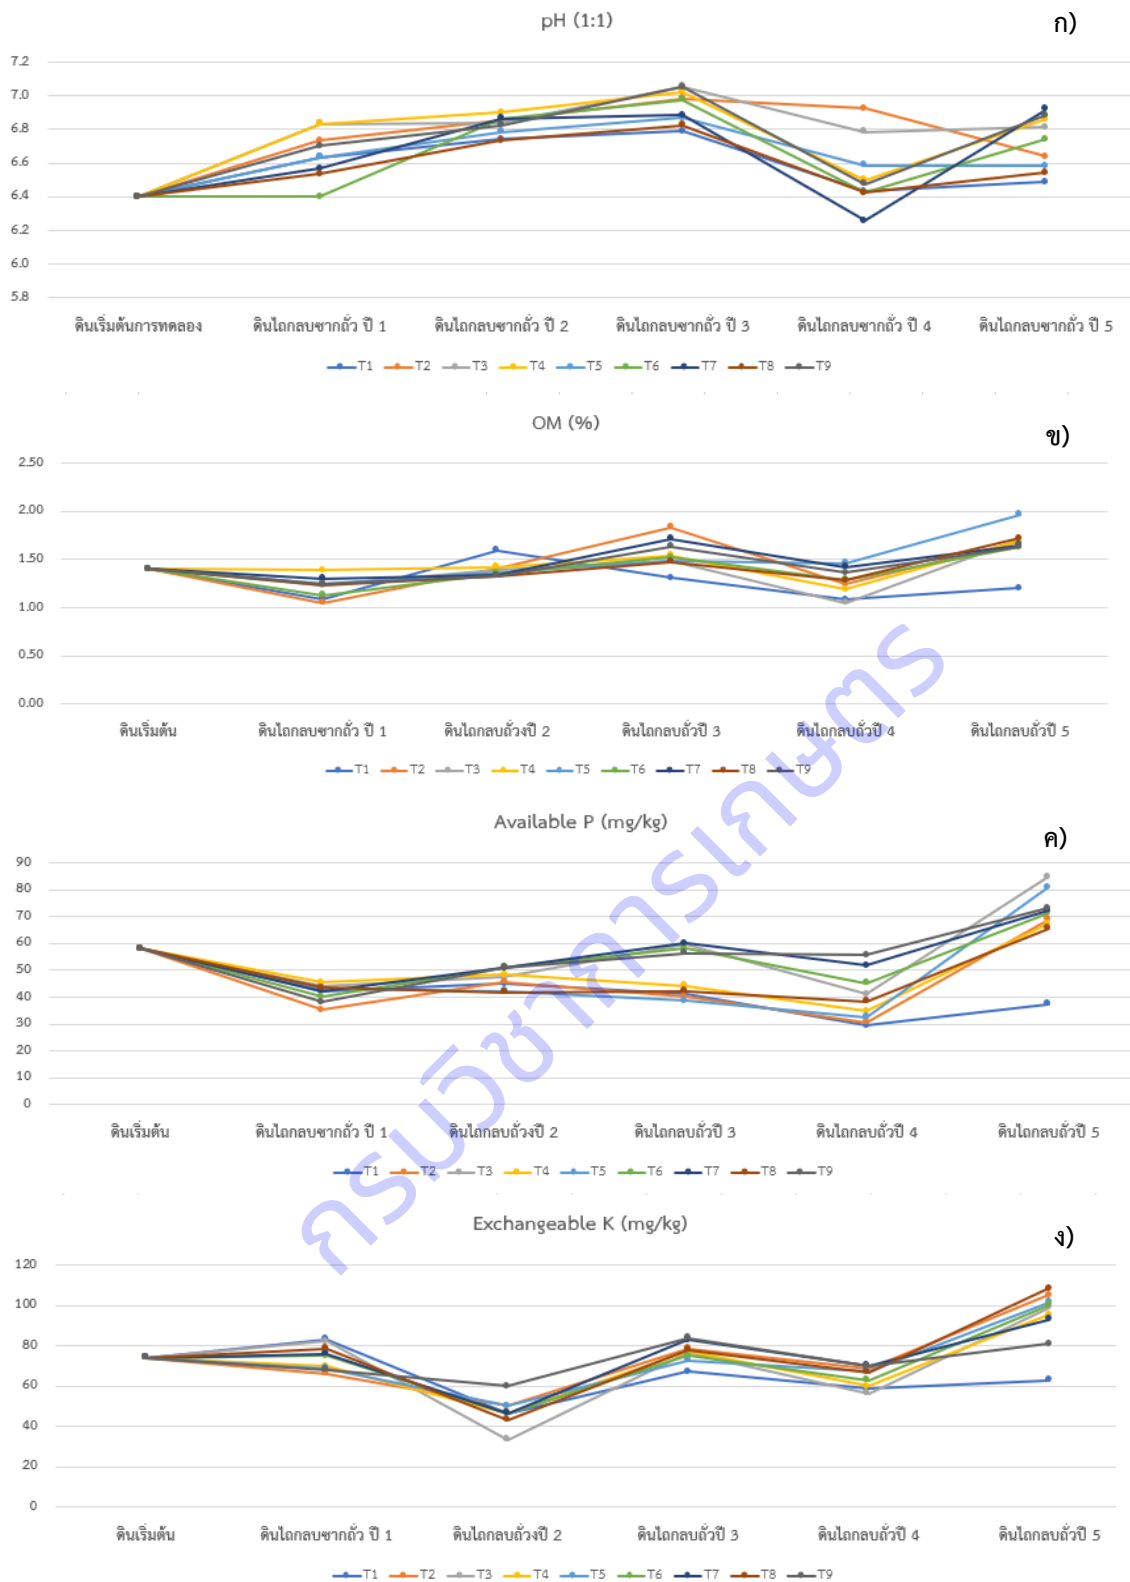 pH (1:1)
ก)
7.2
7.0
6.8
6.6
6.4
6.2
6.0
5.8
ดินเริ่มต้นการทดลอง ดินไถกลบซากถั่ว ปี 1 ดินไถกลบซากถั่ว ปี 2 ดินไถกลบซากถั่ว ปี 3 ดินไถกลบซากถั่ว ปี 4 ดินไถกลบซากถั่ว ปี 5
T1 T2 T3 T4 T5 T6 T7 T8 T9
OM (%)
ข)
2.50
2.00
1.50
1.00
0.50
0.00
ดินเริ่มต้น ดินไถกลบซากถั่ว ปี 1 ดินไถกลบถั่วงปี 2 ดินไถกลบถั่วปี 3 ดินไถกลบถั่วปี 4 ดินไถกลบถั่วปี 5
T1 T2 T3 T4 T5 T6 T7 T8 T9
Available P (mg/kg)
ค)
90
80
70
60
50
40
30
20
10
0
ดินเริ่มต้น ดินไถกลบซากถั่ว ปี 1 ดินไถกลบถั่วงปี 2 ดินไถกลบถั่วปี 3 ดินไถกลบถั่วปี 4 ดินไถกลบถั่วปี 5
T1 T2 T3 T4 T5 T6 T7 T8 T9
Exchangeable K (mg/kg)
ง)
120
100
80
60
40
20
0
ดินเริ่มต้น ดินไถกลบซากถั่ว ปี 1 ดินไถกลบถั่วงปี 2 ดินไถกลบถั่วปี 3 ดินไถกลบถั่วปี 4 ดินไถกลบถั่วปี 5
T1 T2 T3 T4 T5 T6 T7 T8 T9
กรมวิชาการเกษตร